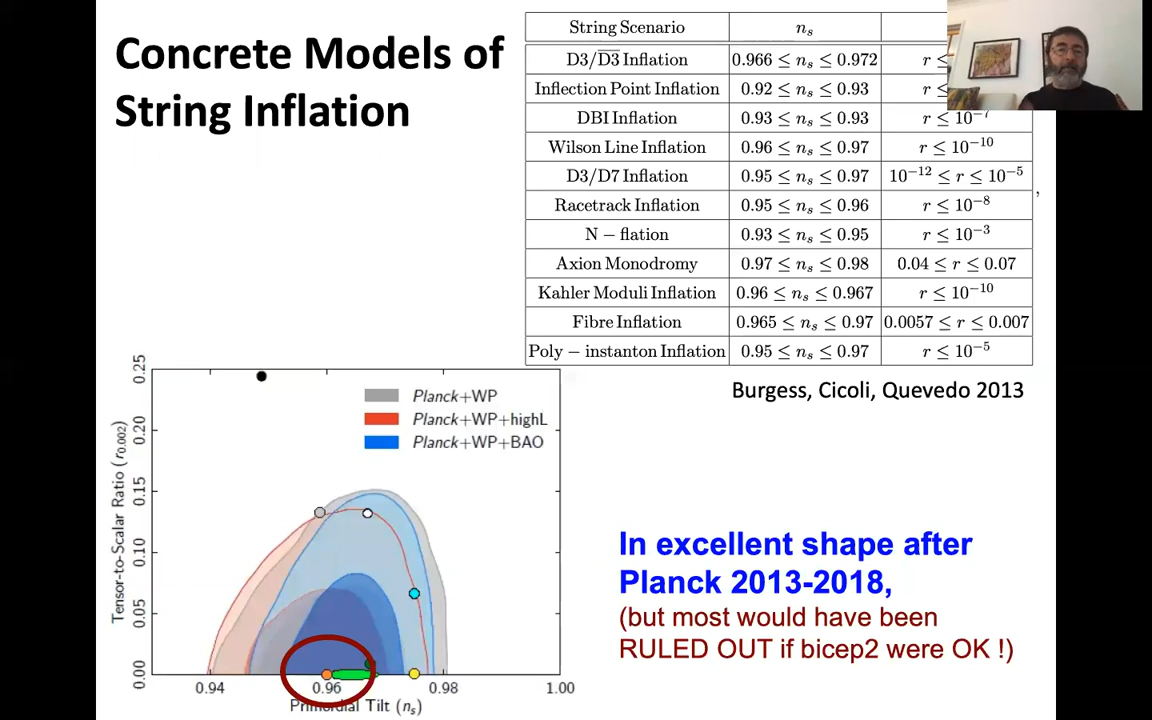 Concrete Models of
String Inflation
String Scenario n_s
D3/D̅3̅ Inflation 0.966 ≤ n_s ≤ 0.972 r ≤
Inflection Point Inflation 0.92 ≤ n_s ≤ 0.93 r ≤
DBI Inflation 0.93 ≤ n_s ≤ 0.93 r ≤ 10⁻⁷
Wilson Line Inflation 0.96 ≤ n_s ≤ 0.97 r ≤ 10⁻¹⁰
D3/D7 Inflation 0.95 ≤ n_s ≤ 0.97 10⁻¹² ≤ r ≤ 10⁻⁵
,
Racetrack Inflation 0.95 ≤ n_s ≤ 0.96 r ≤ 10⁻⁸
N − flation 0.93 ≤ n_s ≤ 0.95 r ≤ 10⁻³
Axion Monodromy 0.97 ≤ n_s ≤ 0.98 0.04 ≤ r ≤ 0.07
Kahler Moduli Inflation 0.96 ≤ n_s ≤ 0.967 r ≤ 10⁻¹⁰
Fibre Inflation 0.965 ≤ n_s ≤ 0.97 0.0057 ≤ r ≤ 0.007
Poly − instanton Inflation 0.95 ≤ n_s ≤ 0.97 r ≤ 10⁻⁵
Burgess, Cicoli, Quevedo 2013
Planck+WP
Planck+WP+highL
Planck+WP+BAO
Tensor-to-Scalar Ratio (r₀.₀₀₂)
0.25
0.20
0.15
0.10
0.05
0.00
0.94 0.96 0.98 1.00
Primordial Tilt (n_s)
In excellent shape after
Planck 2013-2018,
(but most would have been
RULED OUT if bicep2 were OK !)